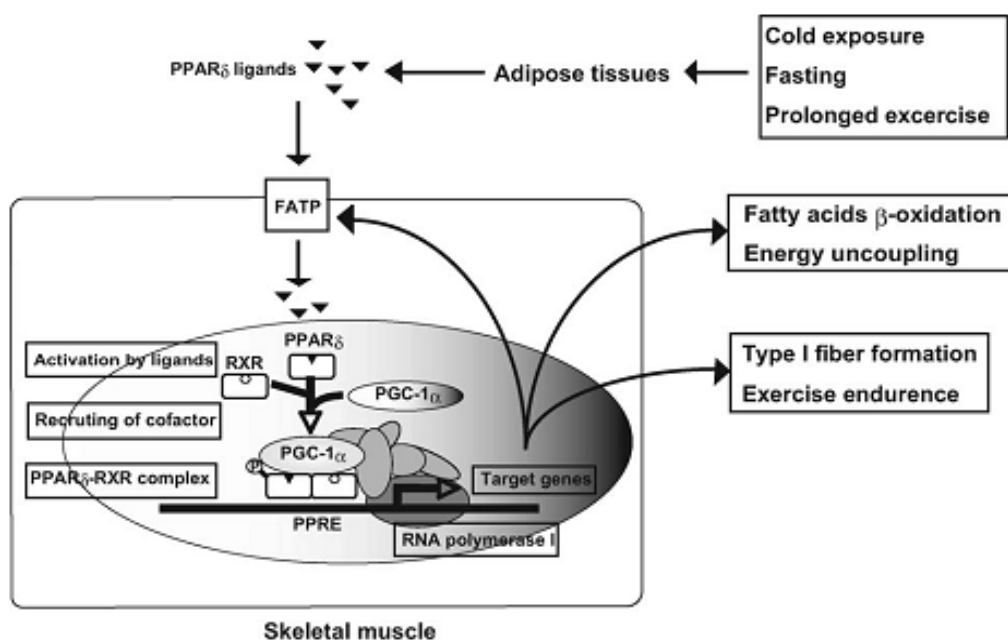 Cold exposure
Fasting
Prolonged excercise
Adipose tissues
PPARδ ligands
FATP
Fatty acids β-oxidation
Energy uncoupling
Type I fiber formation
Exercise endurence
Activation by ligands
RXR
PPARδ
PGC-1α
Recruting of cofactor
PGC-1α
P
PPARδ-RXR complex
Target genes
PPRE
RNA polymerase I
Skeletal muscle